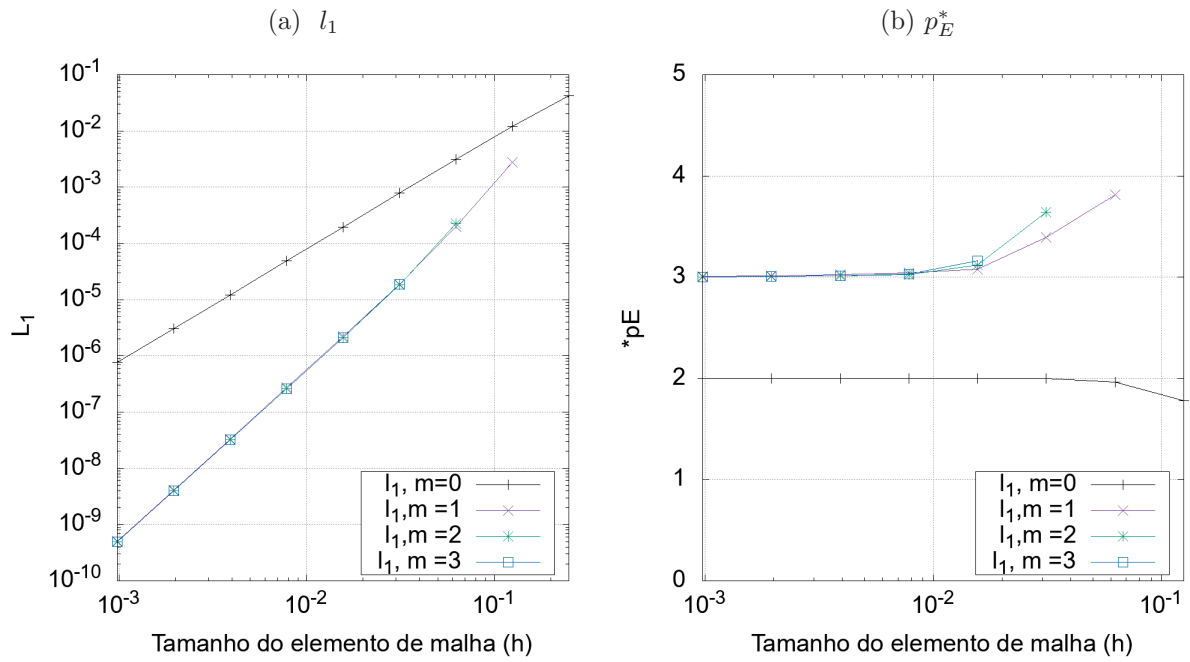 (a) l₁
10⁻¹
10⁻²
10⁻³
10⁻⁴
10⁻⁵
10⁻⁶
10⁻⁷
10⁻⁸
10⁻⁹
10⁻¹⁰
L₁
10⁻³ 10⁻² 10⁻¹
Tamanho do elemento de malha (h)
l₁, m=0
l₁,m =1
l₁,m =2
l₁, m =3
(b) p*_E
5
4
3
2
1
0
*pE
10⁻³ 10⁻² 10⁻¹
Tamanho do elemento de malha (h)
l₁, m=0
l₁,m =1
l₁,m =2
l₁, m =3